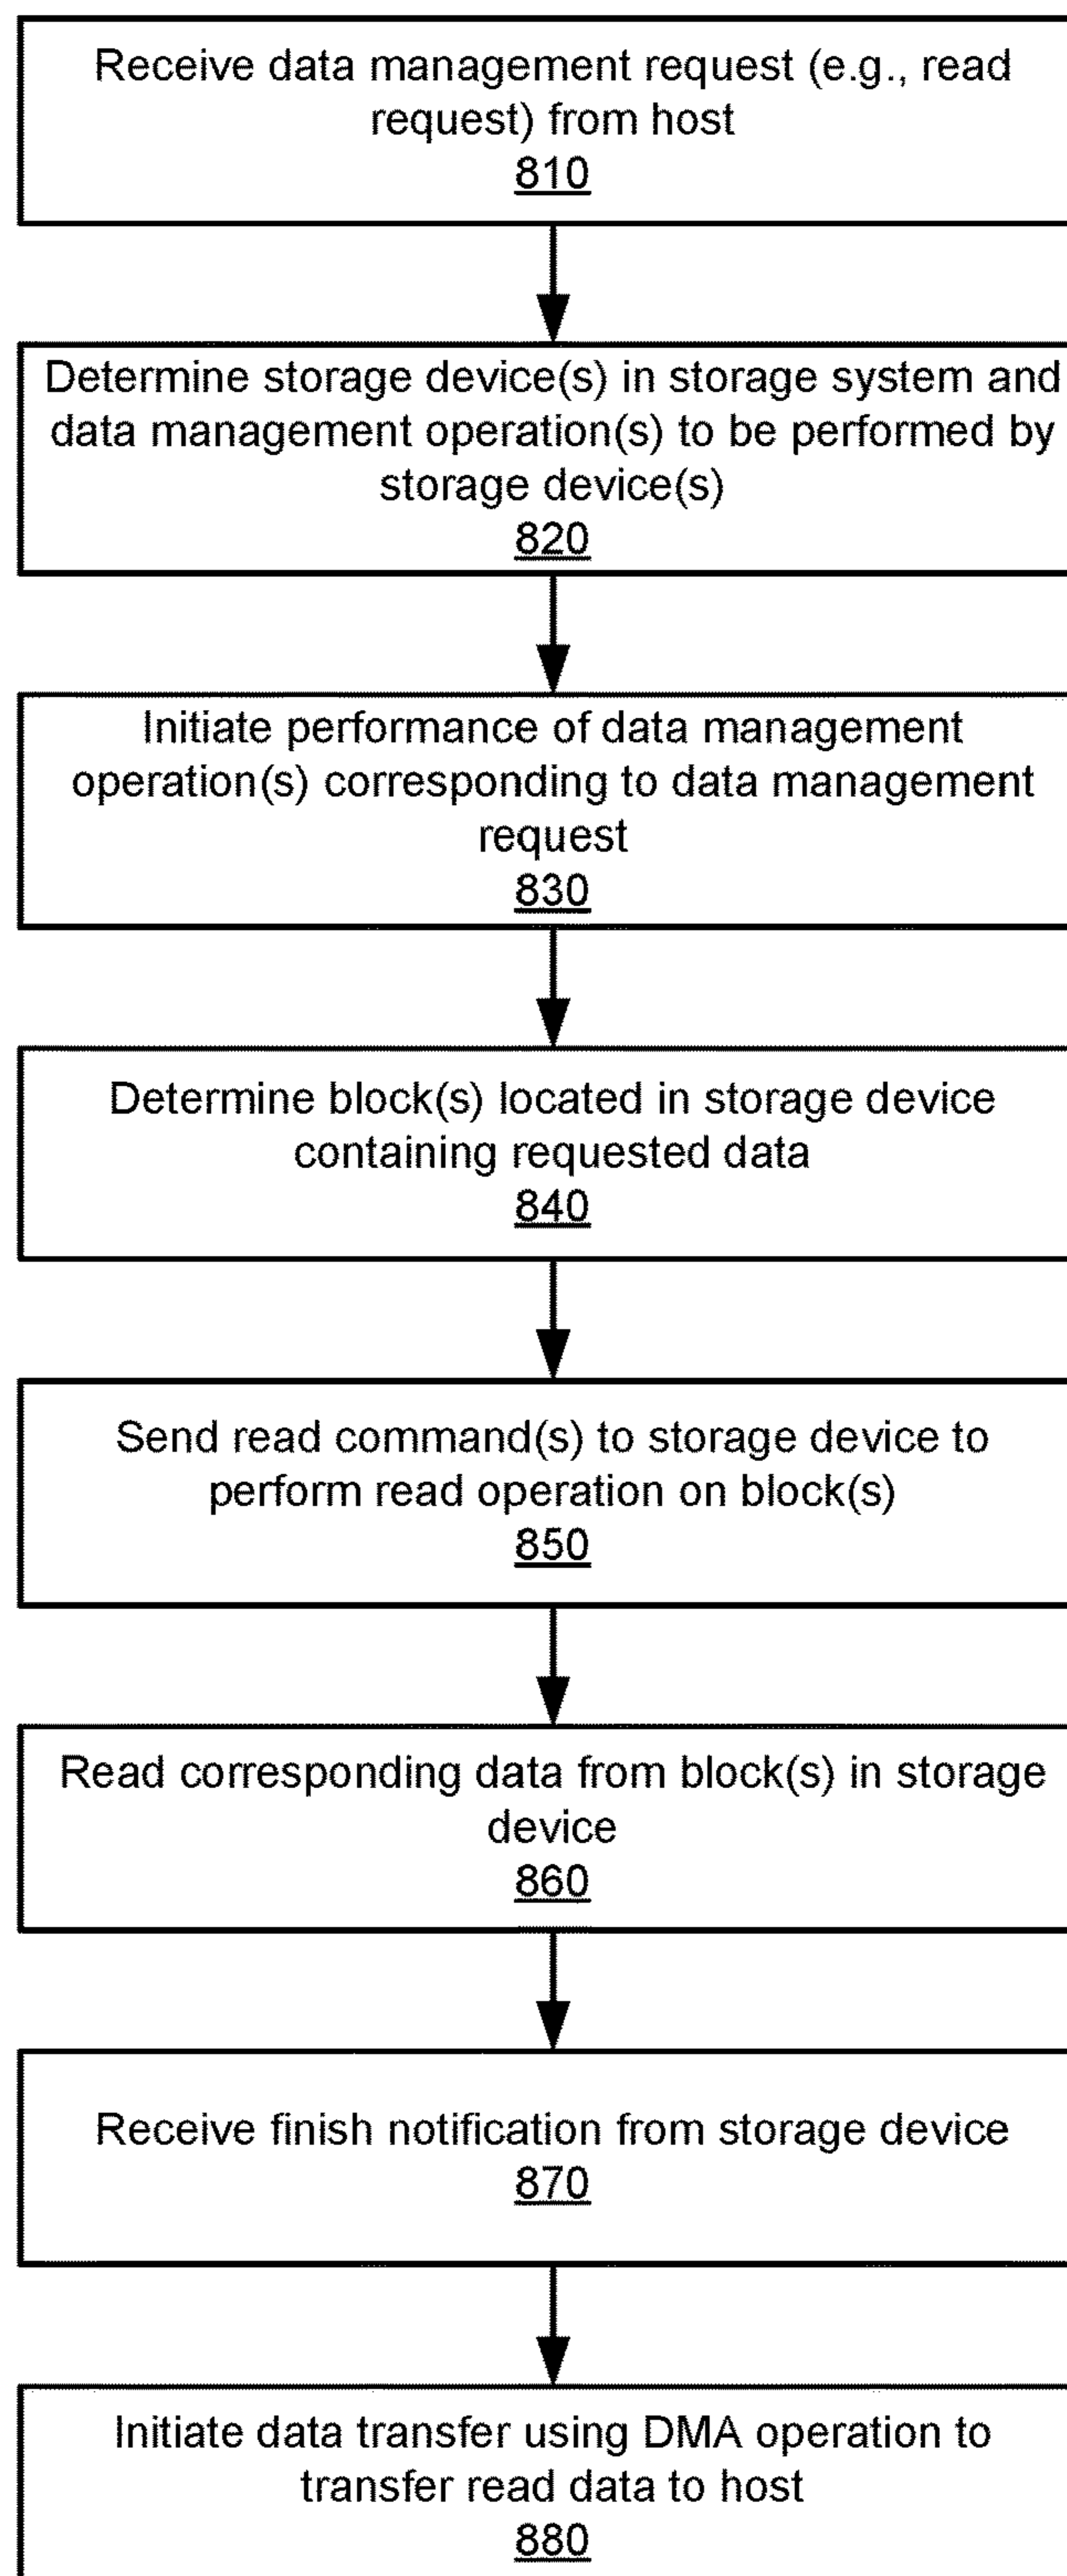 Receive data management request (e.g., read
request) from host
810
Determine storage device(s) in storage system and
data management operation(s) to be performed by
storage device(s)
820
Initiate performance of data management
operation(s) corresponding to data management
request
830
Determine block(s) located in storage device
containing requested data
840
Send read command(s) to storage device to
perform read operation on block(s)
850
Read corresponding data from block(s) in storage
device
860
Receive finish notification from storage device
870
Initiate data transfer using DMA operation to
transfer read data to host
880